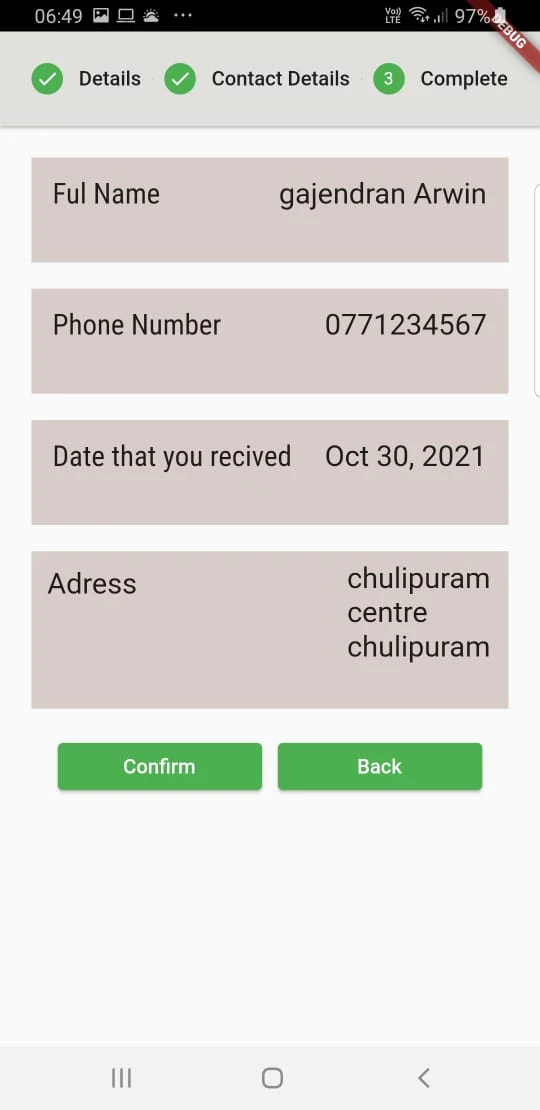 06:49 ... Vo)) LTE 97%
DEBUG
Details Contact Details 3 Complete
Ful Name gajendran Arwin
Phone Number 0771234567
Date that you recived Oct 30, 2021
Adress chulipuram
centre
chulipuram
Confirm Back